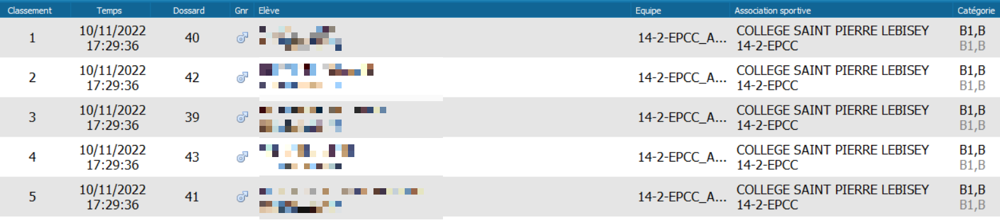 Classement Temps Dossard Gnr Elève Equipe Association sportive Catégorie
1 10/11/2022 17:29:36 40 14-2-EPCC_A... COLLEGE SAINT PIERRE LEBISEY 14-2-EPCC B1,B B1,B
2 10/11/2022 17:29:36 42 14-2-EPCC_A... COLLEGE SAINT PIERRE LEBISEY 14-2-EPCC B1,B B1,B
3 10/11/2022 17:29:36 39 14-2-EPCC_A... COLLEGE SAINT PIERRE LEBISEY 14-2-EPCC B1,B B1,B
4 10/11/2022 17:29:36 43 14-2-EPCC_A... COLLEGE SAINT PIERRE LEBISEY 14-2-EPCC B1,B B1,B
5 10/11/2022 17:29:36 41 14-2-EPCC_A... COLLEGE SAINT PIERRE LEBISEY 14-2-EPCC B1,B B1,B